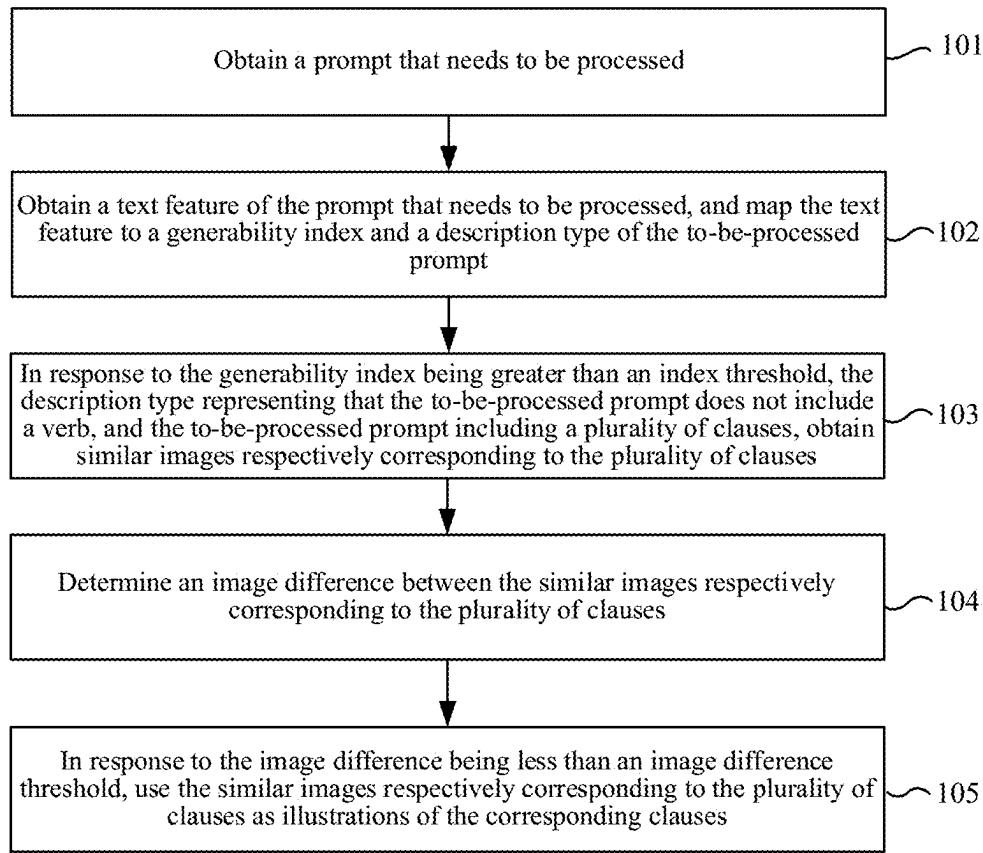 Obtain a prompt that needs to be processed
101
Obtain a text feature of the prompt that needs to be processed, and map the text
feature to a generability index and a description type of the to-be-processed
prompt
102
In response to the generability index being greater than an index threshold, the
description type representing that the to-be-processed prompt does not include
a verb, and the to-be-processed prompt including a plurality of clauses, obtain
similar images respectively corresponding to the plurality of clauses
103
Determine an image difference between the similar images respectively
corresponding to the plurality of clauses
104
In response to the image difference being less than an image difference
threshold, use the similar images respectively corresponding to the plurality of
clauses as illustrations of the corresponding clauses
105